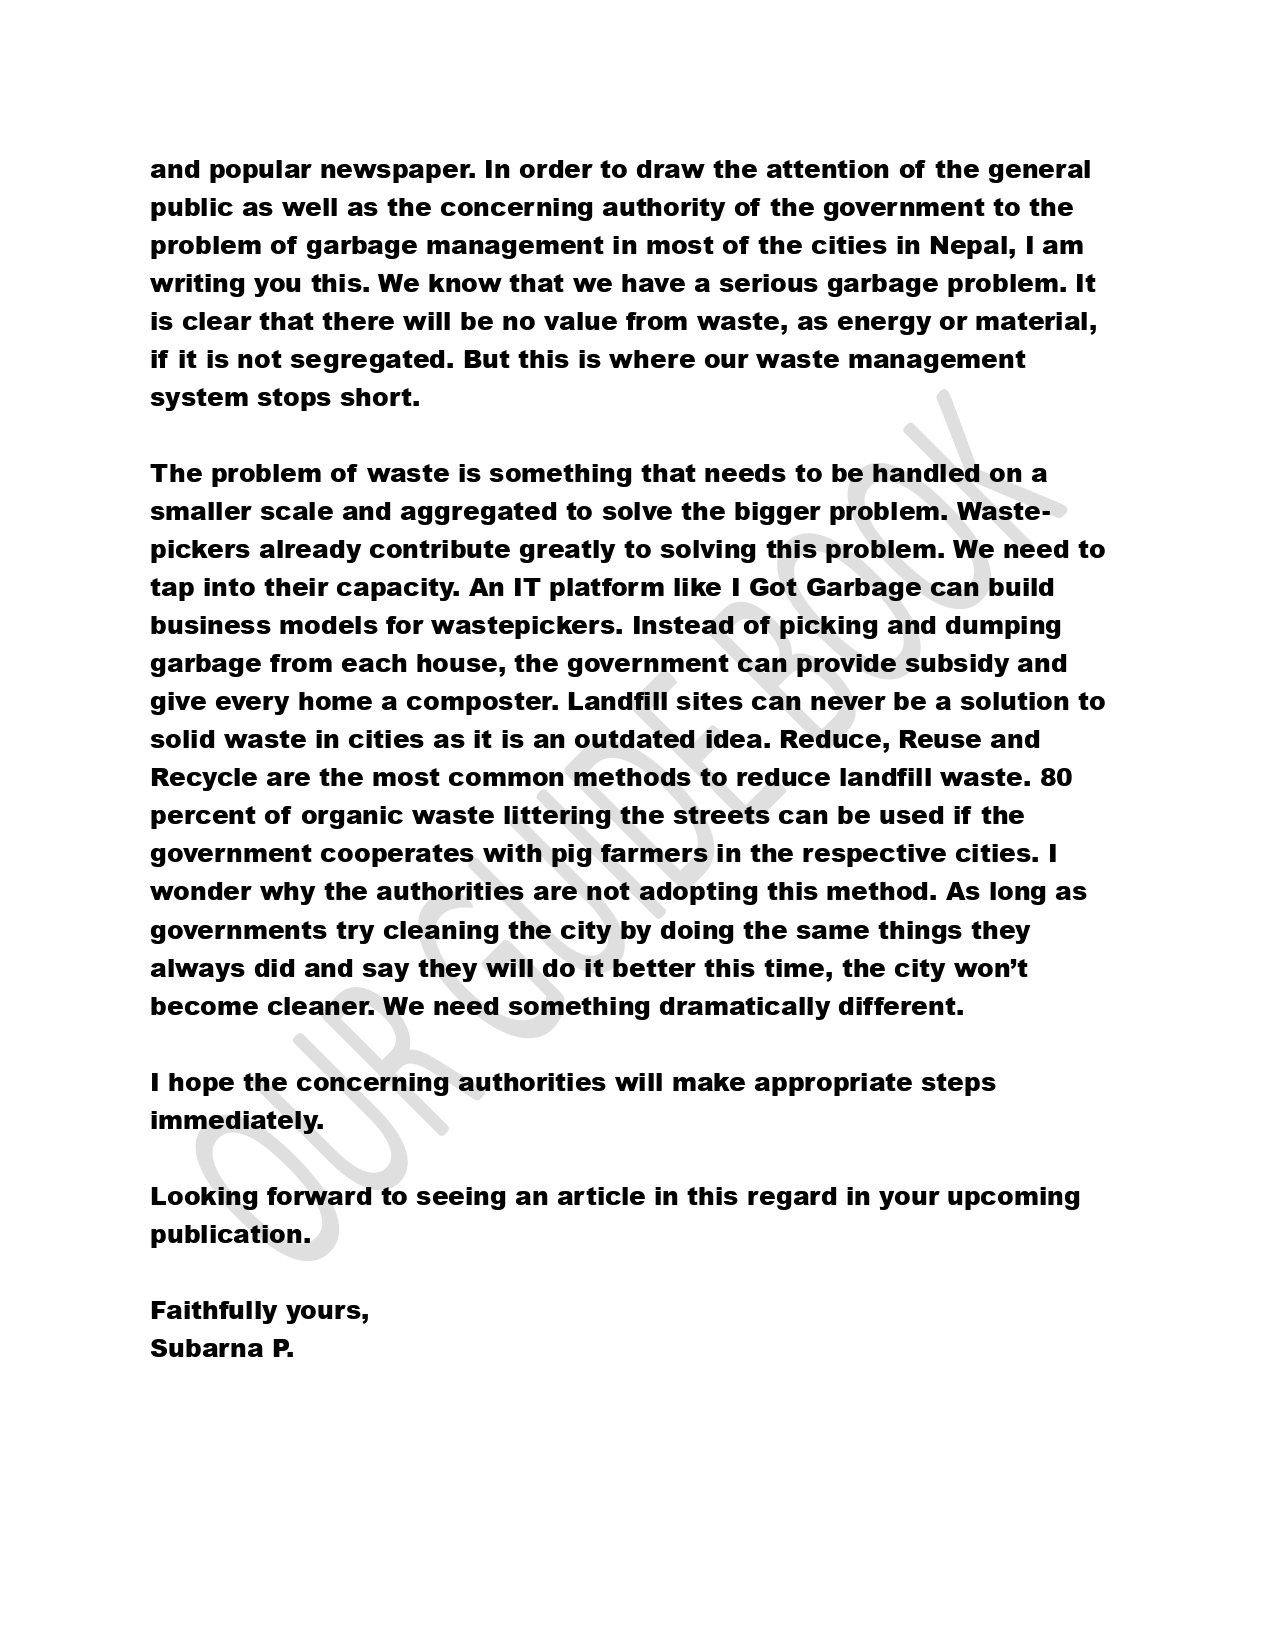 and popular newspaper. In order to draw the attention of the general
public as well as the concerning authority of the government to the
problem of garbage management in most of the cities in Nepal, I am
writing you this. We know that we have a serious garbage problem. It
is clear that there will be no value from waste, as energy or material,
if it is not segregated. But this is where our waste management
system stops short.
The problem of waste is something that needs to be handled on a
smaller scale and aggregated to solve the bigger problem. Waste-
pickers already contribute greatly to solving this problem. We need to
tap into their capacity. An IT platform like I Got Garbage can build
business models for wastepickers. Instead of picking and dumping
garbage from each house, the government can provide subsidy and
give every home a composter. Landfill sites can never be a solution to
solid waste in cities as it is an outdated idea. Reduce, Reuse and
Recycle are the most common methods to reduce landfill waste. 80
percent of organic waste littering the streets can be used if the
government cooperates with pig farmers in the respective cities. I
wonder why the authorities are not adopting this method. As long as
governments try cleaning the city by doing the same things they
always did and say they will do it better this time, the city won’t
become cleaner. We need something dramatically different.
I hope the concerning authorities will make appropriate steps
immediately.
Looking forward to seeing an article in this regard in your upcoming
publication.
Faithfully yours,
Subarna P.
OUR GUIDE BOOK